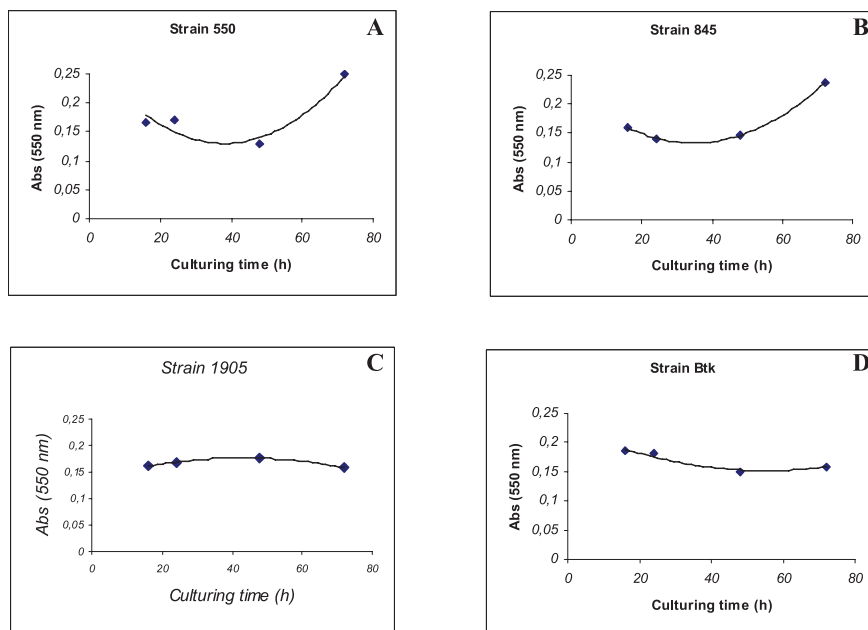 Strain 550
A
0,25
0,2
0,15
0,1
0,05
0
Abs (550 nm)
0 20 40 60 80
Culturing time (h)
Strain 845
B
0,25
0,2
0,15
0,1
0,05
0
Abs (550 nm)
0 20 40 60 80
Culturing time (h)
Strain 1905
C
0,25
0,2
0,15
0,1
0,05
0
Abs (550 nm)
0 20 40 60 80
Culturing time (h)
Strain Btk
D
0,25
0,2
0,15
0,1
0,05
0
Abs (550 nm)
0 20 40 60 80
Culturing time (h)